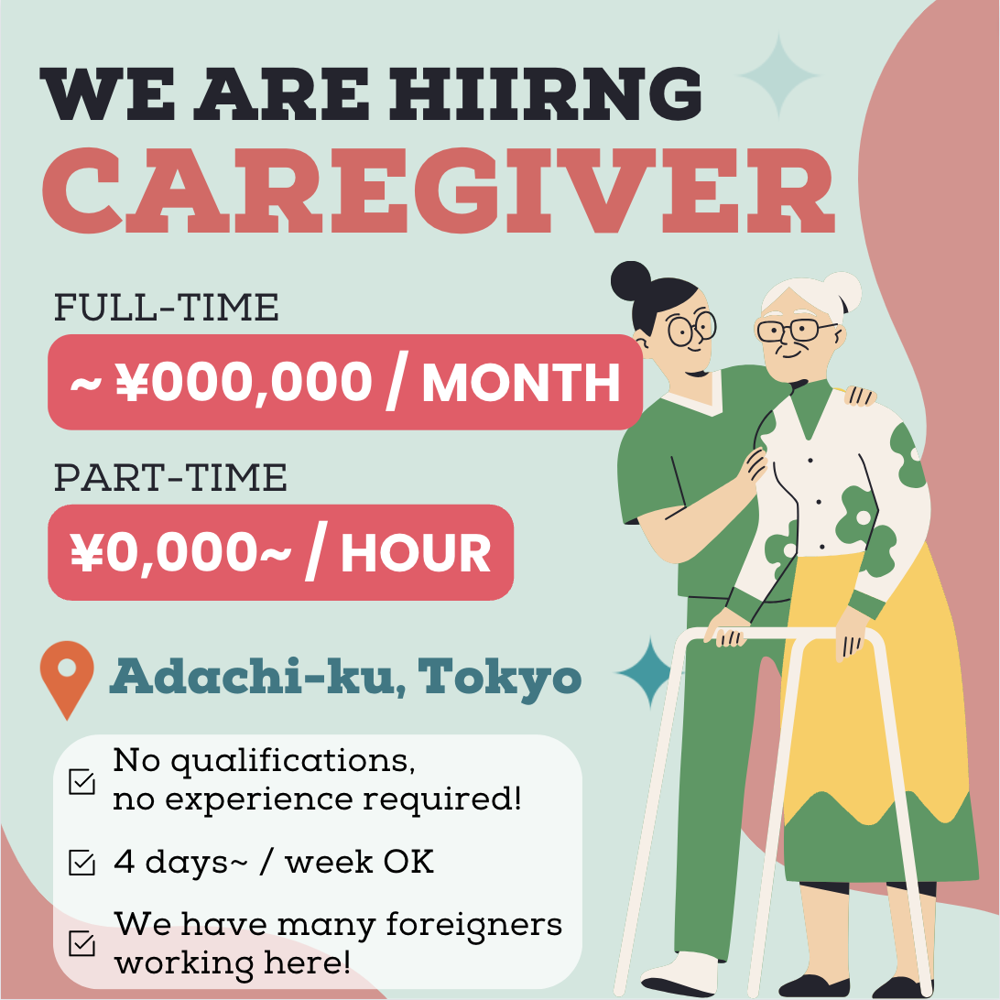 WE ARE HIIRNG
CAREGIVER
FULL-TIME
~ ¥000,000 / MONTH
PART-TIME
¥0,000~ / HOUR
Adachi-ku, Tokyo
No qualifications,
no experience required!
4 days~ / week OK
We have many foreigners
working here!